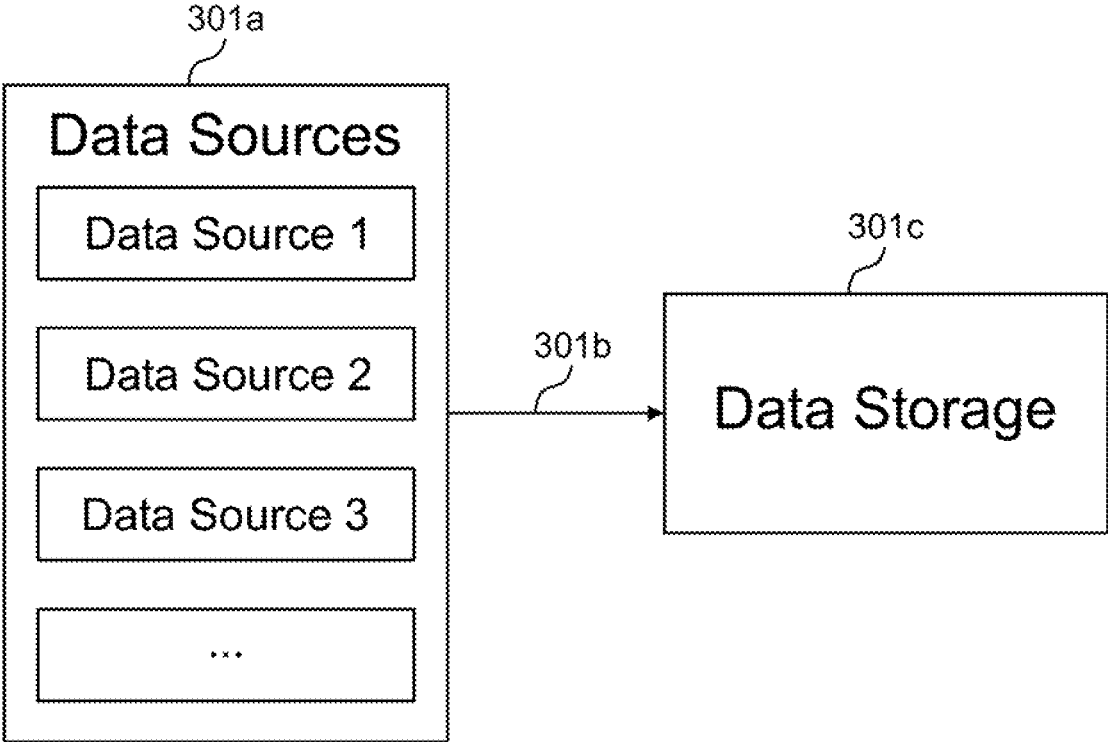 301a
Data Sources
Data Source 1
Data Source 2
Data Source 3
...
301b
301c
Data Storage